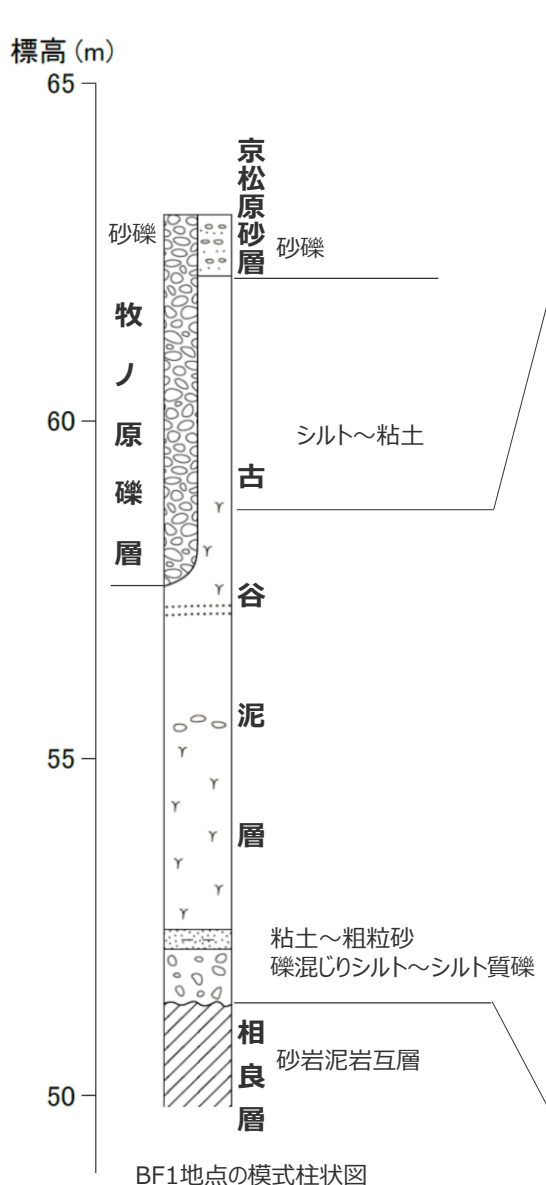 標高(m)
65
京松原砂層
砂礫
砂礫
牧ノ原礫層
60
シルト～粘土
古谷泥層
55
粘土～粗粒砂
礫混じりシルト～シルト質礫
相良層
砂岩泥岩互層
50
BF1地点の模式柱状図